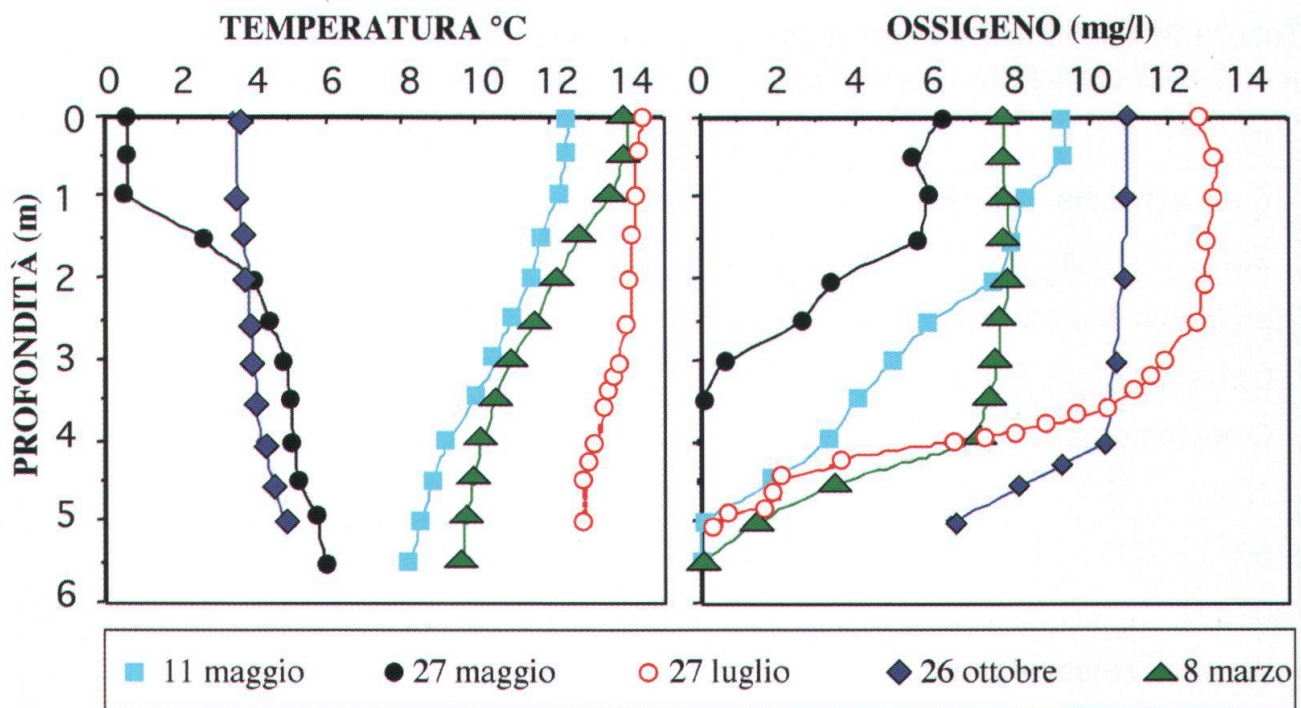 TEMPERATURA °C
OSSIGENO (mg/l)
0 2 4 6 8 10 12 14
0 2 4 6 8 10 12 14
PROFONDITÀ (m)
0
1
2
3
4
5
6
11 maggio 27 maggio 27 luglio 26 ottobre 8 marzo